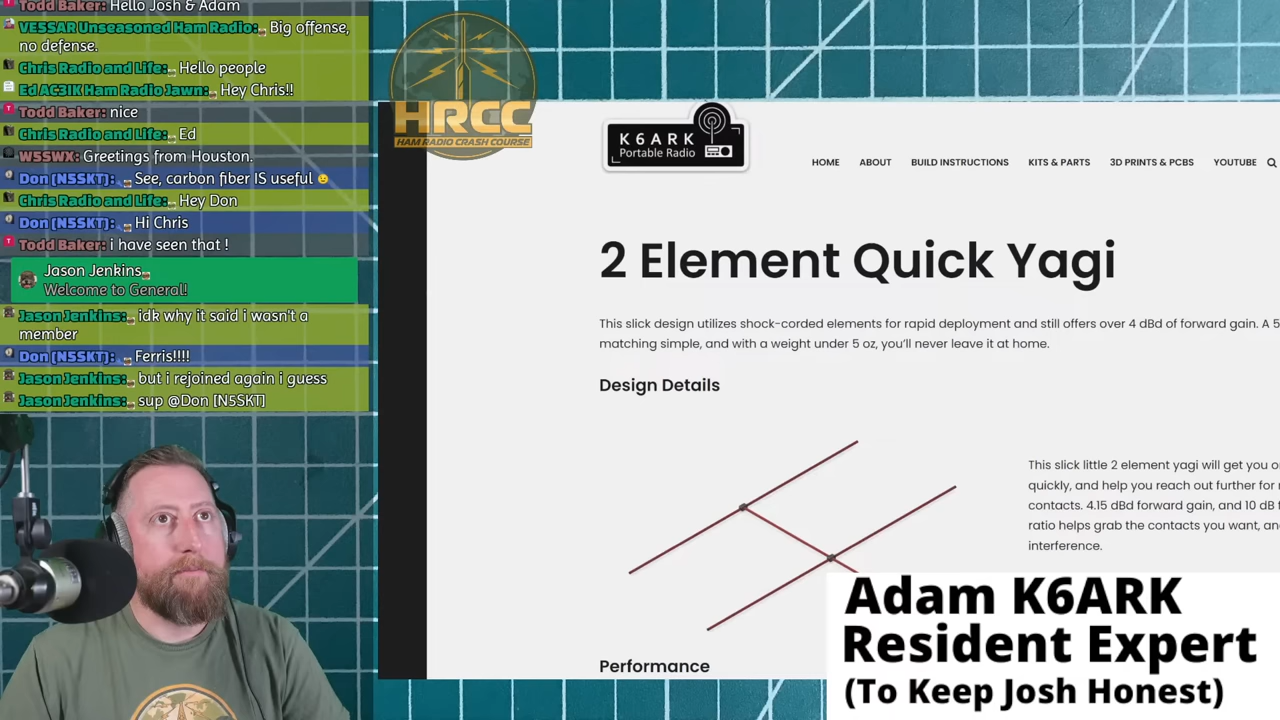 Todd Baker: Hello Josh & Adam
VE5SAR Unseasoned Ham Radio: Big offense,
no defense.
Chris Radio and Life: Hello people
Ed AC3IK Ham Radio Jawn: Hey Chris!!
Todd Baker: nice
Chris Radio and Life: Ed
W5SWX: Greetings from Houston.
Don [N5SKT]: See, carbon fiber IS useful
Chris Radio and Life: Hey Don
Don [N5SKT]: Hi Chris
Todd Baker: i have seen that !
Jason Jenkins
Welcome to General!
Jason Jenkins: idk why it said i wasn't a
member
Don [N5SKT]: Ferris!!!!
Jason Jenkins: but i rejoined again i guess
Jason Jenkins: sup @Don [N5SKT]
HRCC
HAM RADIO CRASH COURSE
K6ARK
Portable Radio
HOME ABOUT BUILD INSTRUCTIONS KITS & PARTS 3D PRINTS & PCBS YOUTUBE
2 Element Quick Yagi
This slick design utilizes shock-corded elements for rapid deployment and still offers over 4 dBd of forward gain. A 5
matching simple, and with a weight under 5 oz, you'll never leave it at home.
Design Details
This slick little 2 element yagi will get you o
quickly, and help you reach out further for
contacts. 4.15 dBd forward gain, and 10 dB f
ratio helps grab the contacts you want, an
interference.
Performance
Adam K6ARK
Resident Expert
(To Keep Josh Honest)